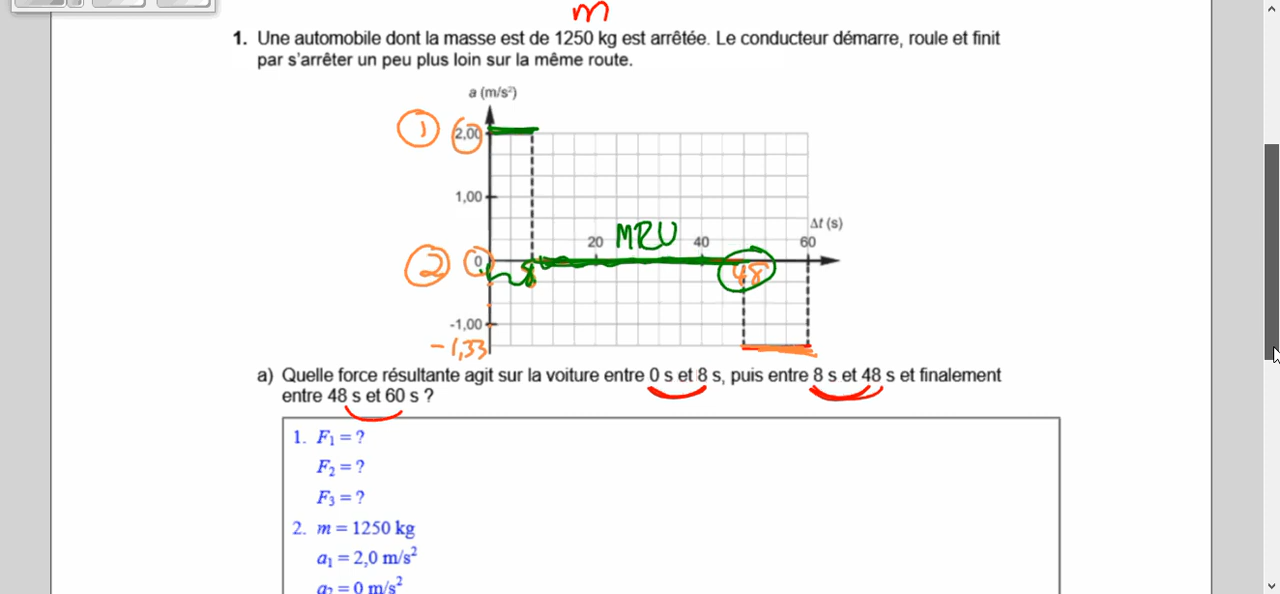 m
1. Une automobile dont la masse est de 1250 kg est arrêtée. Le conducteur démarre, roule et finit
par s'arrêter un peu plus loin sur la même route.
a (m/s²)
1 2,00
1,00
MRU Δt (s)
20 40 60
2 0 8 48
-1,00
-1,33
a) Quelle force résultante agit sur la voiture entre 0 s et 8 s, puis entre 8 s et 48 s et finalement
entre 48 s et 60 s ?
1. F₁ = ?
F₂ = ?
F₃ = ?
2. m = 1250 kg
a₁ = 2,0 m/s²
a₂ = 0 m/s²